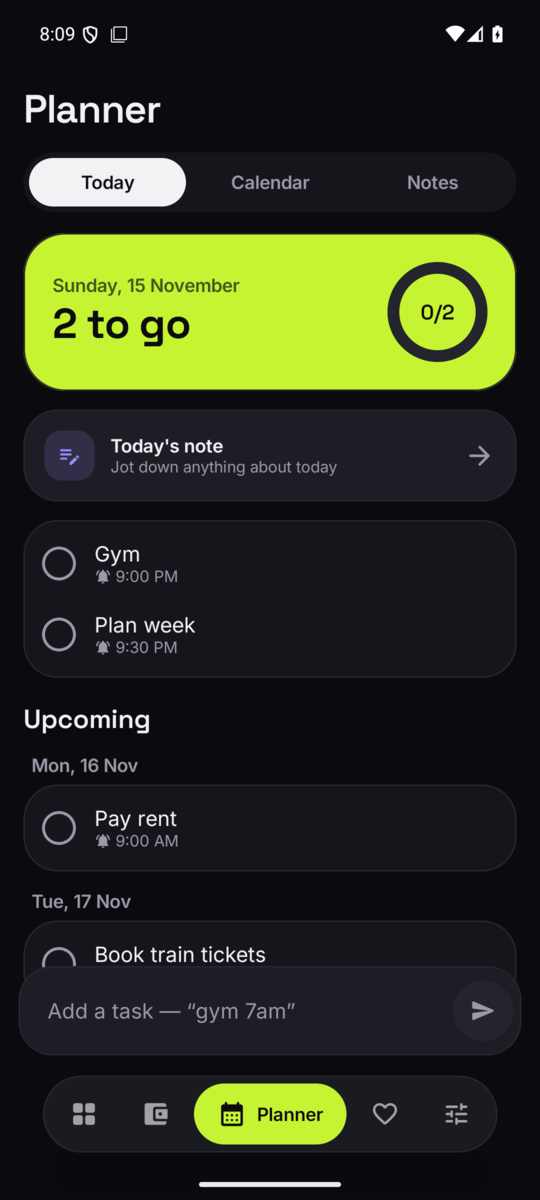 8:09
Planner
Today Calendar Notes
Sunday, 15 November
2 to go
0/2
Today's note
Jot down anything about today
Gym
9:00 PM
Plan week
9:30 PM
Upcoming
Mon, 16 Nov
Pay rent
9:00 AM
Tue, 17 Nov
Book train tickets
Add a task — “gym 7am”
Planner